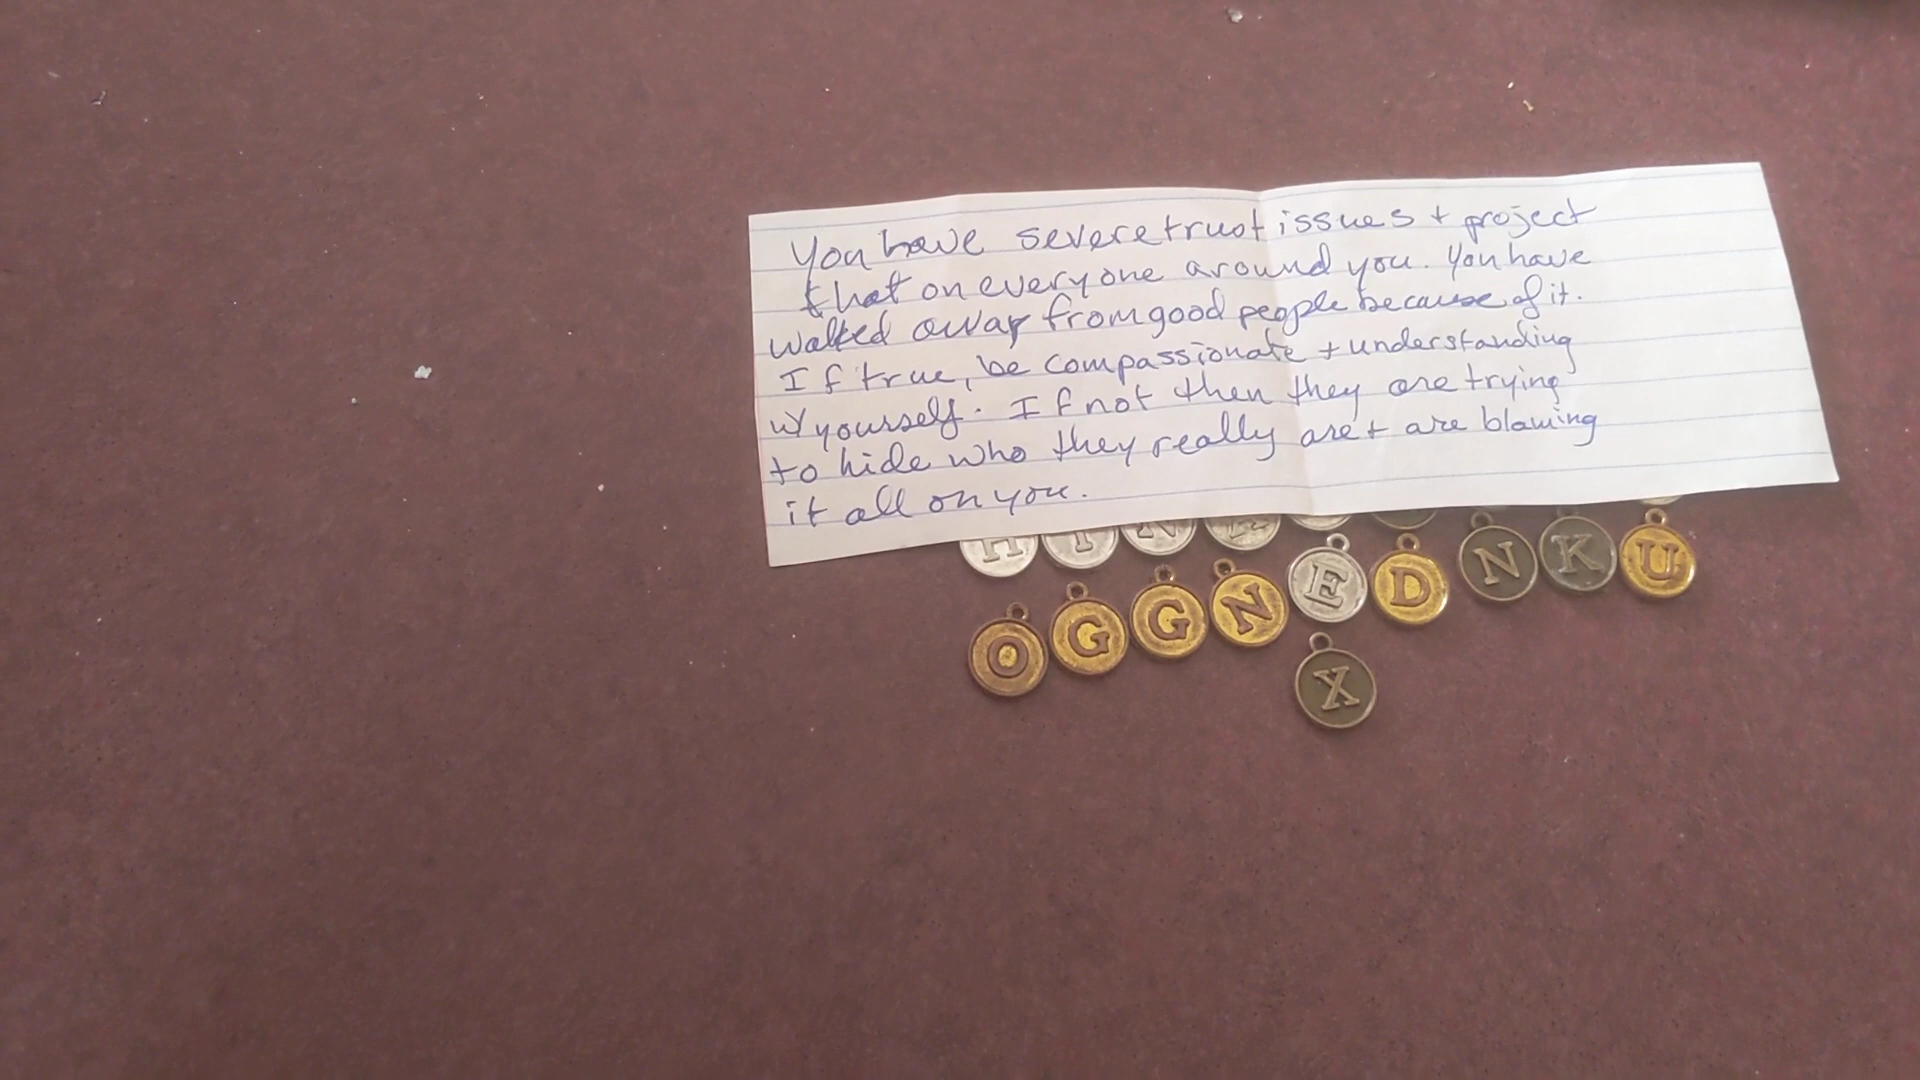 You have severe trust issues + project
that on everyone around you. You have
walked away from good people because of it.
If true, be compassionate + understanding
w/ yourself. If not then they are trying
to hide who they really are + are blaming
it all on you.
H I N A
O G G N E D N K U
X